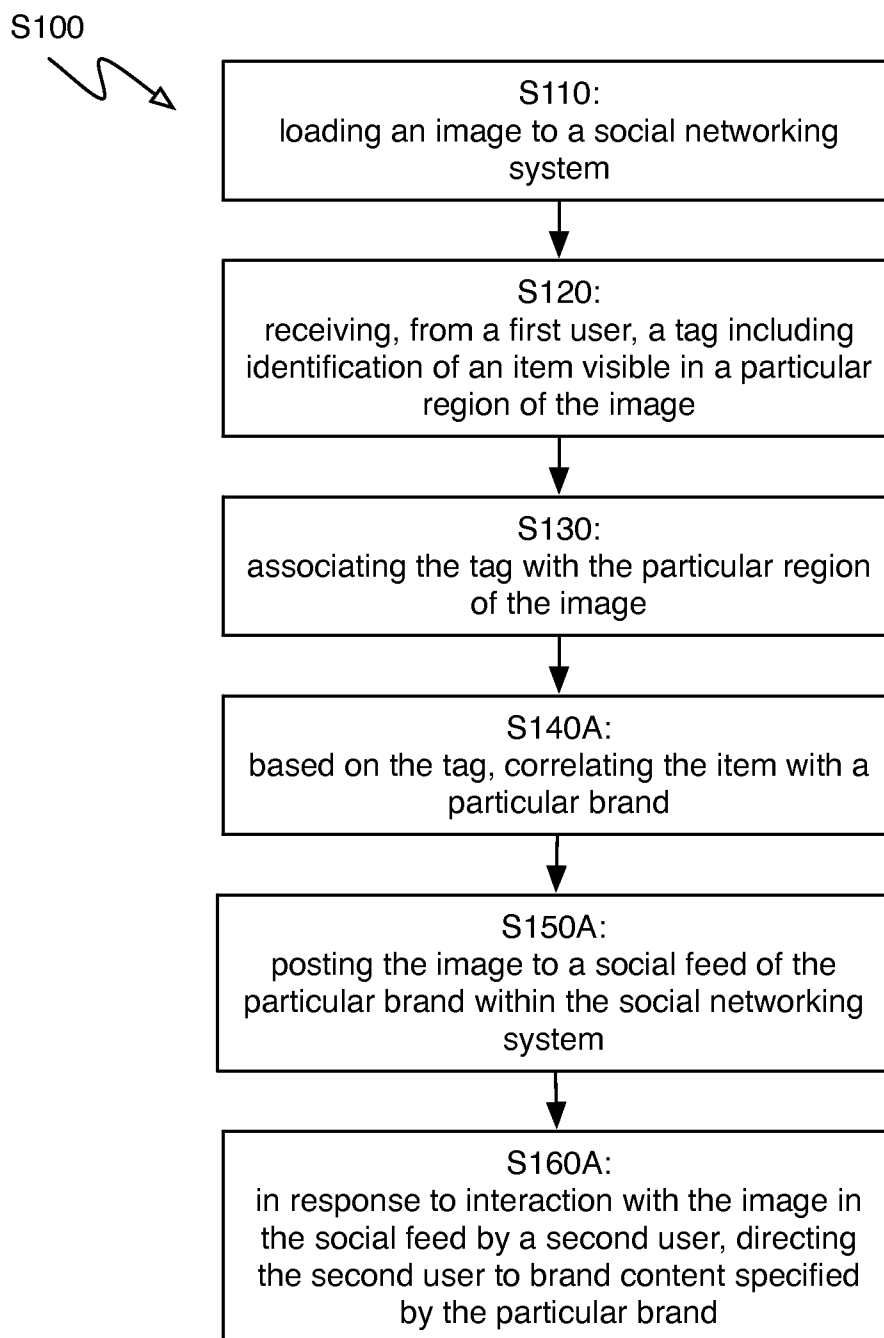 S100
S110:
loading an image to a social networking
system
S120:
receiving, from a first user, a tag including
identification of an item visible in a particular
region of the image
S130:
associating the tag with the particular region
of the image
S140A:
based on the tag, correlating the item with a
particular brand
S150A:
posting the image to a social feed of the
particular brand within the social networking
system
S160A:
in response to interaction with the image in
the social feed by a second user, directing
the second user to brand content specified
by the particular brand